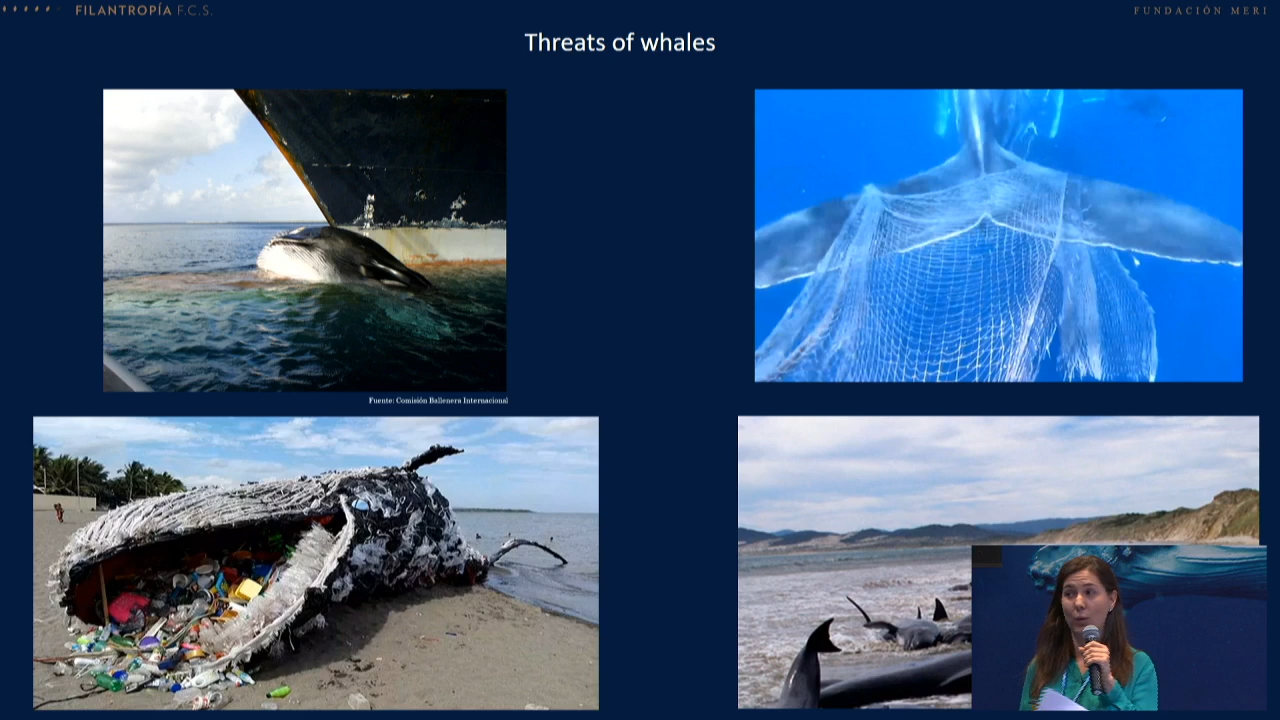 FILANTROPÍA F.C.S.
FUNDACIÓN MERI
Threats of whales
Fuente: Comisión Ballenera Internacional